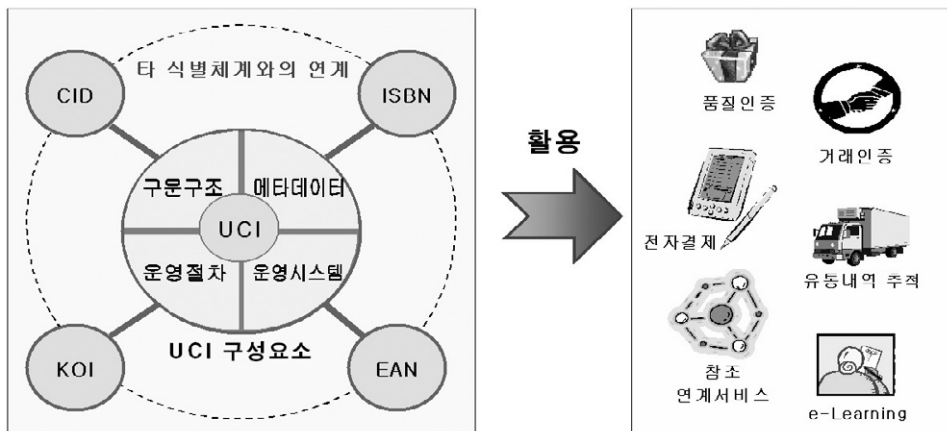 타 식별체계와의 연계
CID
ISBN
구문구조
메타데이터
UCI
운영절차
운영시스템
UCI 구성요소
KOI
EAN
활용
품질인증
거래인증
전자결제
유통내역 추적
참조
연계서비스
e-Learning